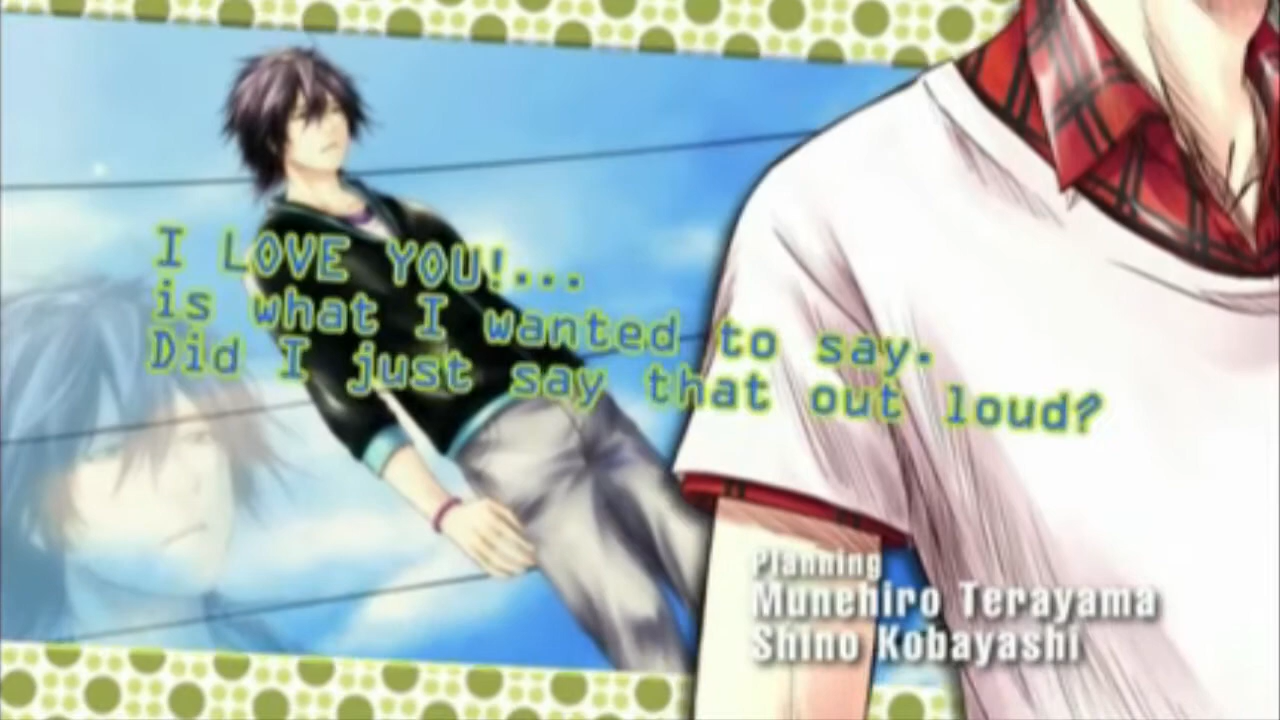 I LOVE YOU!...
is what I wanted to say.
Did I just say that out loud?
Planning
Munehiro Terayama
Shino Kobayashi